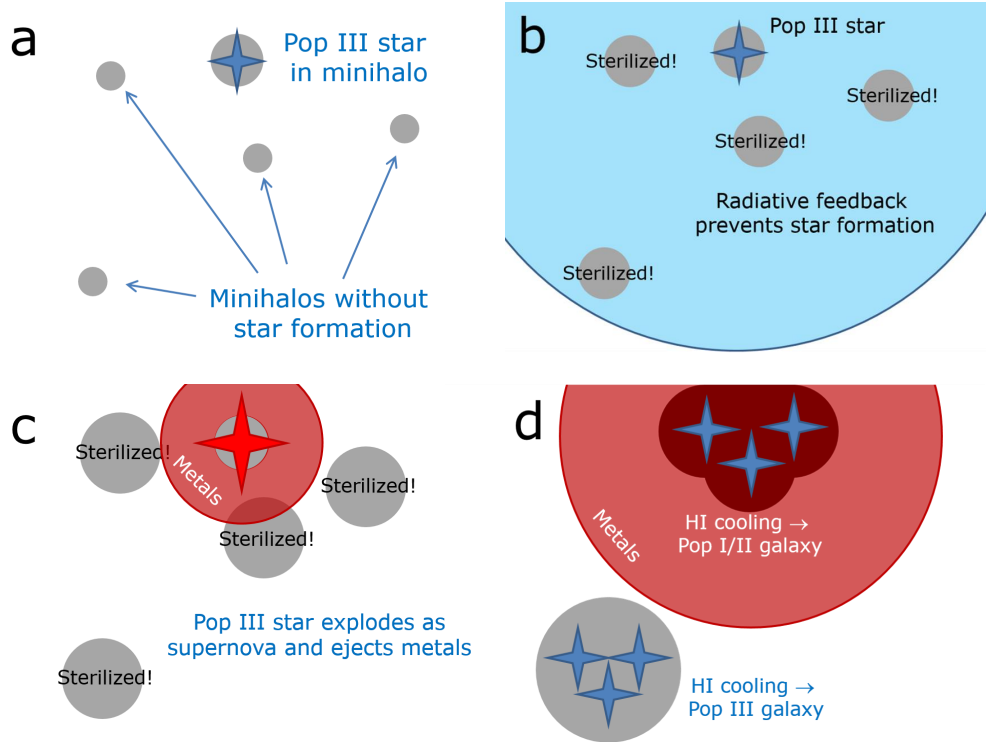 a
Pop III star
in minihalo
Minihalos without
star formation
b
Pop III star
Sterilized!
Sterilized!
Sterilized!
Radiative feedback
prevents star formation
Sterilized!
c
Sterilized!
Metals
Sterilized!
Sterilized!
Pop III star explodes as
supernova and ejects metals
Sterilized!
d
HI cooling →
Pop I/II galaxy
Metals
HI cooling →
Pop III galaxy